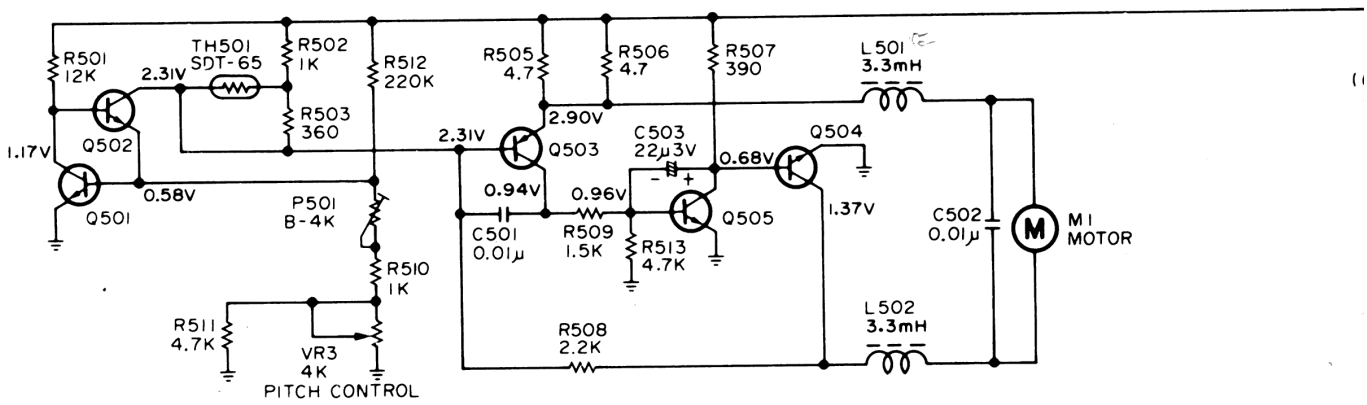 R501
12K
TH501
SDT-65
2.31V
R502
1K
R503
360
R512
220K
R505
4.7
R506
4.7
R507
390
L501
3.3mH
Q502
1.17V
Q501
0.58V
2.31V
2.90V
Q503
C503
22μ3V
- +
0.68V
Q504
P501
B-4K
0.94V
0.96V
Q505
1.37V
C501
0.01μ
R509
1.5K
R513
4.7K
C502
0.01μ
M
M1
MOTOR
R510
1K
R511
4.7K
VR3
4K
PITCH CONTROL
R508
2.2K
L502
3.3mH